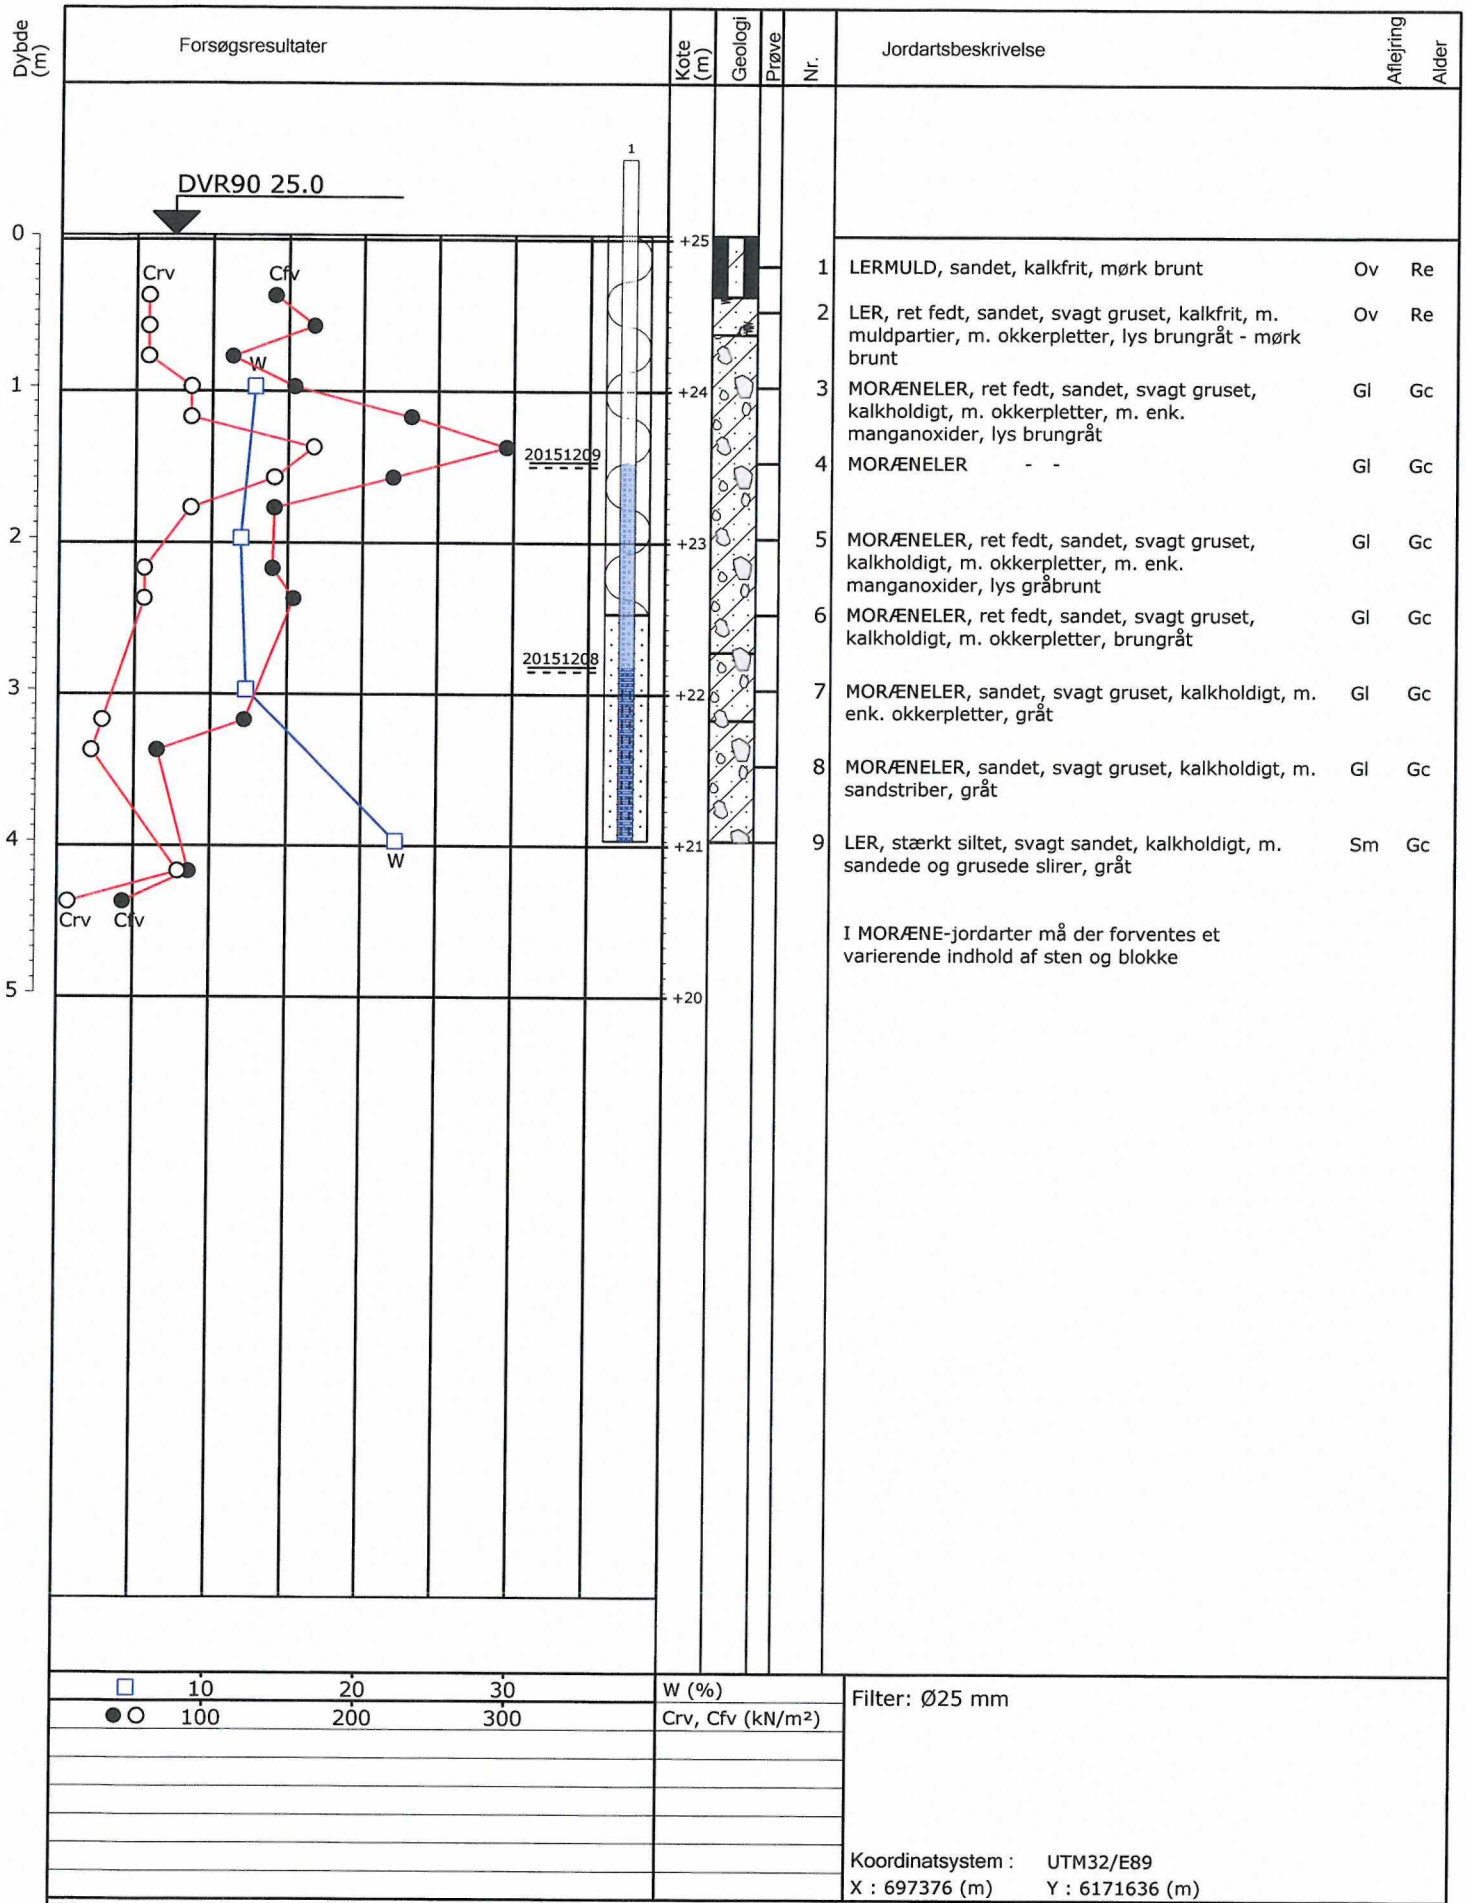 Dybde (m)
Forsøgsresultater
Kote (m)
Geologi
Prøve
Nr.
Jordartsbeskrivelse
Aflejring
Alder
1
DVR90 25.0
0
+25
Crv
Cfv
1 LERMULD, sandet, kalkfrit, mørk brunt Ov Re
2 LER, ret fedt, sandet, svagt gruset, kalkfrit, m. Ov Re
muldpartier, m. okkerpletter, lys brungråt - mørk
brunt
W
1
+24
3 MORÆNELER, ret fedt, sandet, svagt gruset, Gl Gc
kalkholdigt, m. okkerpletter, m. enk.
manganoxider, lys brungråt
20151209
4 MORÆNELER - - Gl Gc
2
+23
5 MORÆNELER, ret fedt, sandet, svagt gruset, Gl Gc
kalkholdigt, m. okkerpletter, m. enk.
manganoxider, lys gråbrunt
6 MORÆNELER, ret fedt, sandet, svagt gruset, Gl Gc
kalkholdigt, m. okkerpletter, brungråt
20151208
3
+22
7 MORÆNELER, sandet, svagt gruset, kalkholdigt, m. Gl Gc
enk. okkerpletter, gråt
8 MORÆNELER, sandet, svagt gruset, kalkholdigt, m. Gl Gc
sandstriber, gråt
4
+21
W
9 LER, stærkt siltet, svagt sandet, kalkholdigt, m. Sm Gc
sandede og grusede slirer, gråt
Crv
Cfv
I MORÆNE-jordarter må der forventes et
varierende indhold af sten og blokke
5
+20
10 20 30 W (%)
100 200 300 Crv, Cfv (kN/m²)
Filter: Ø25 mm
Koordinatsystem : UTM32/E89
X : 697376 (m) Y : 6171636 (m)